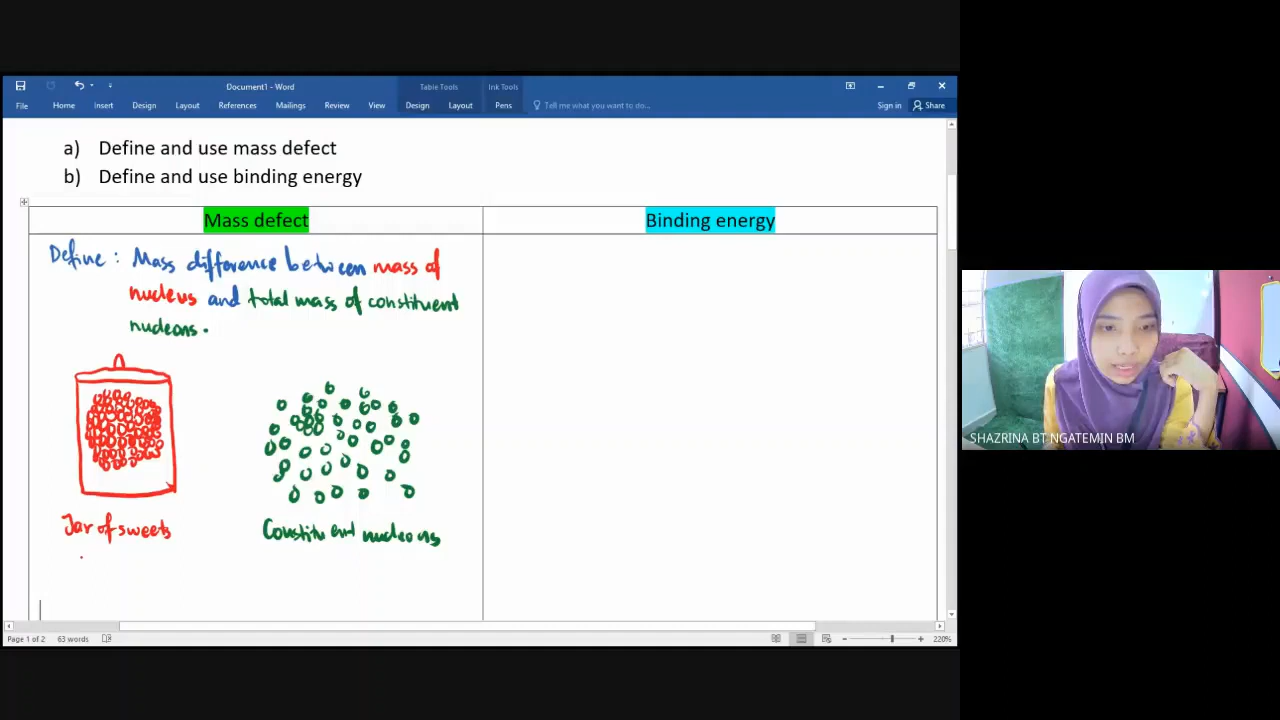 Document1 - Word
Table Tools
Ink Tools
File
Home
Insert
Design
Layout
References
Mailings
Review
View
Design
Layout
Pens
Tell me what you want to do...
Sign in
Share
a) Define and use mass defect
b) Define and use binding energy
Mass defect
Binding energy
Define : Mass difference between mass of
nucleus and total mass of constituent
nucleons.
Jar of sweets
Constituent nucleons
SHAZRINA BT NGATEMIN BM
Page 1 of 2
63 words
220%